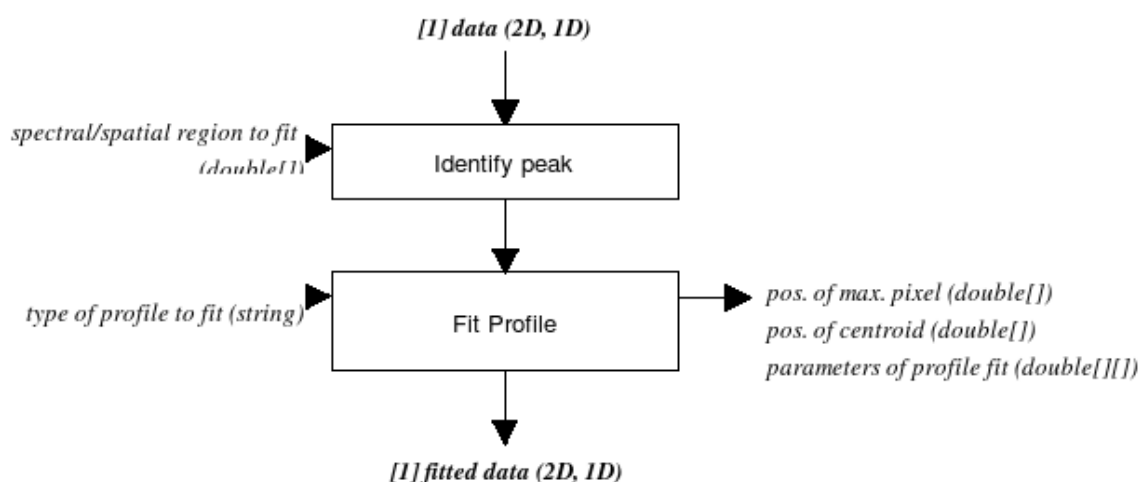 [1] data (2D, 1D)
spectral/spatial region to fit
(double[])
Identify peak
type of profile to fit (string)
Fit Profile
pos. of max. pixel (double[])
pos. of centroid (double[])
parameters of profile fit (double[][])
[1] fitted data (2D, 1D)